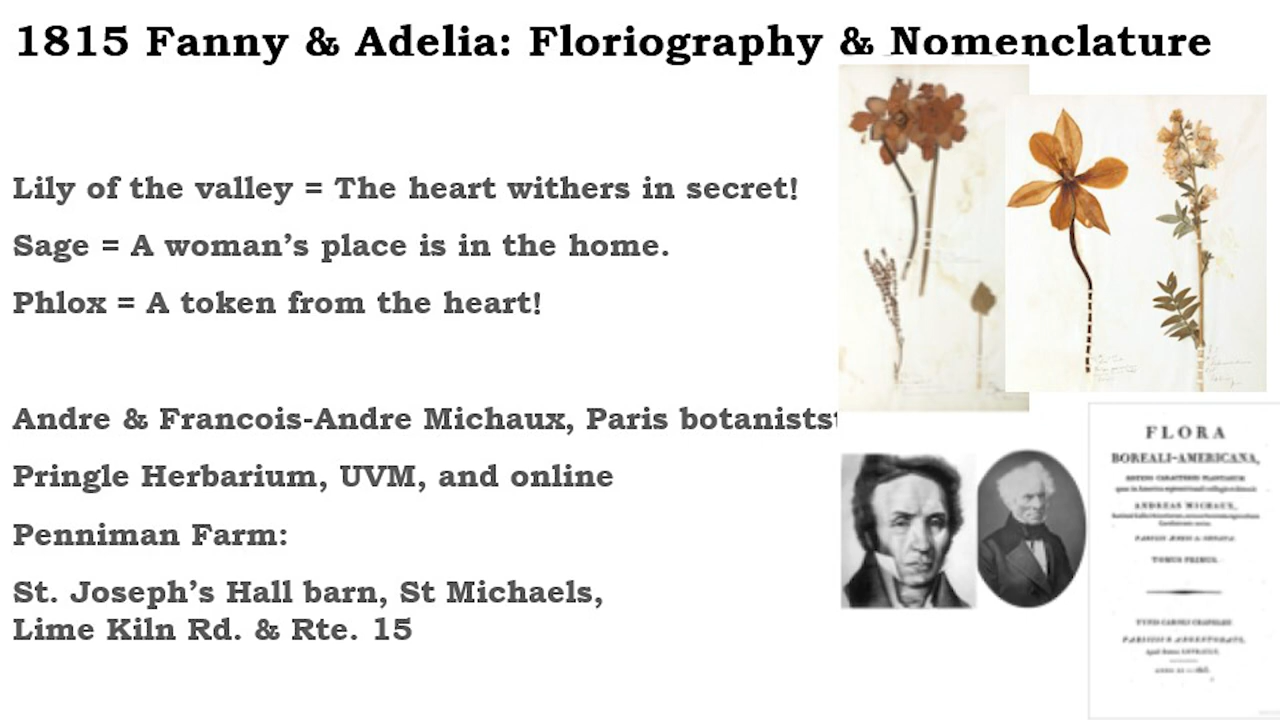 1815 Fanny & Adelia: Floriography & Nomenclature
Lily of the valley = The heart withers in secret!
Sage = A woman's place is in the home.
Phlox = A token from the heart!
Andre & Francois-Andre Michaux, Paris botanists
Pringle Herbarium, UVM, and online
Penniman Farm:
St. Joseph's Hall barn, St Michaels,
Lime Kiln Rd. & Rte. 15
FLORA
BOREALI-AMERICANA,
ANDREAS MICHAUX,
TOMUS PRIMUS.